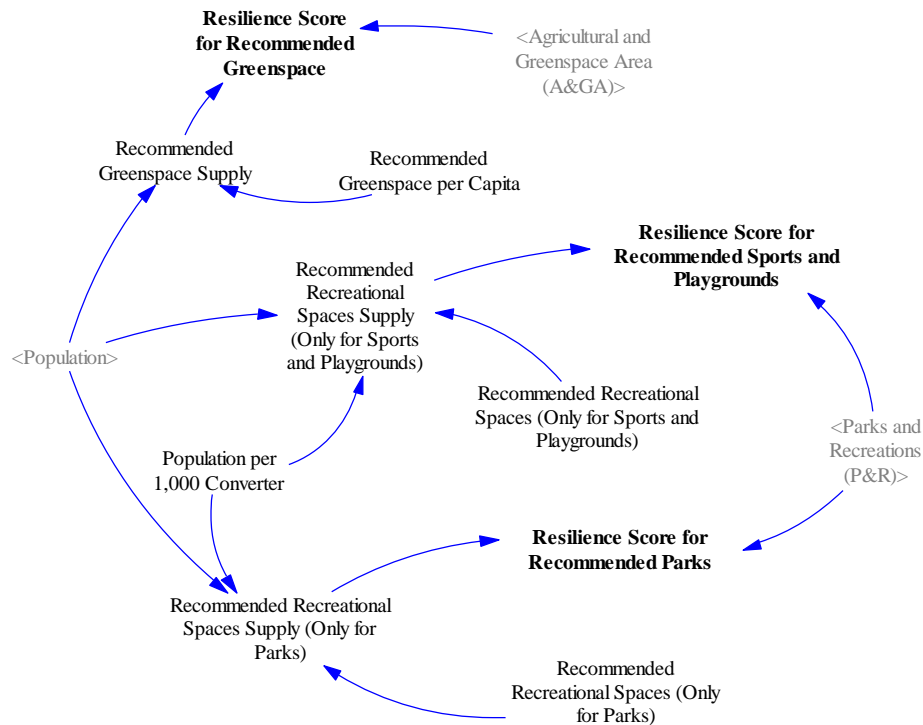 Resilience Score
for Recommended
Greenspace
<Agricultural and
Greenspace Area
(A&GA)>
Recommended
Greenspace Supply
Recommended
Greenspace per Capita
Resilience Score for
Recommended Sports and
Playgrounds
Recommended
Recreational
Spaces Supply
(Only for Sports
and Playgrounds)
<Population>
Recommended Recreational
Spaces (Only for Sports and
Playgrounds)
<Parks and
Recreations
(P&R)>
Population per
1,000 Converter
Resilience Score for
Recommended Parks
Recommended Recreational
Spaces Supply (Only for
Parks)
Recommended
Recreational Spaces (Only
for Parks)